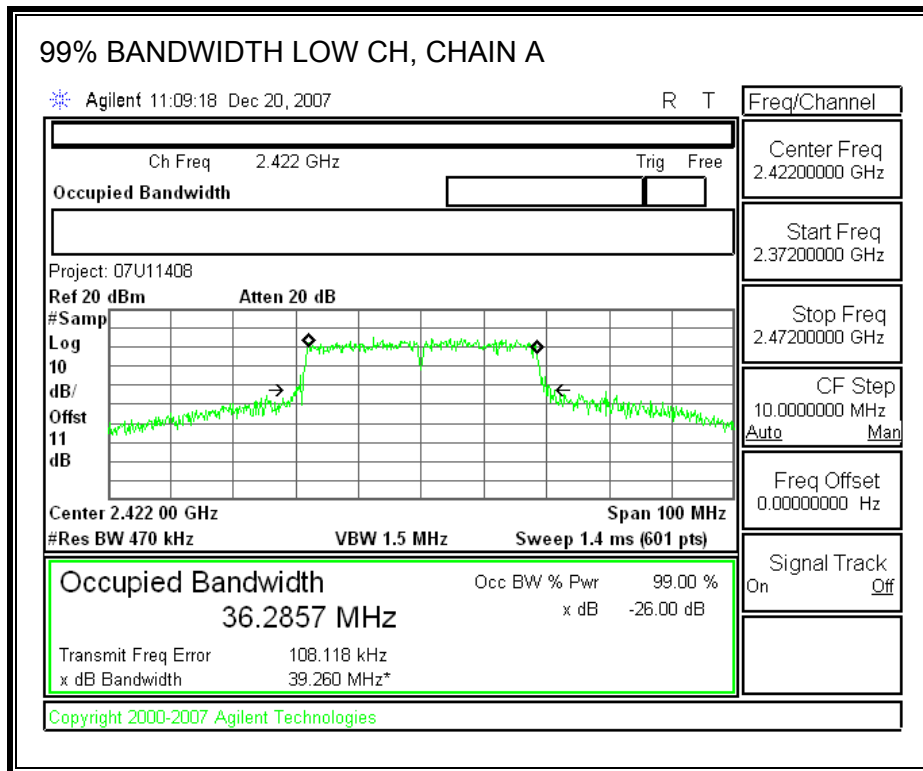 99% BANDWIDTH LOW CH, CHAIN A
Agilent 11:09:18 Dec 20, 2007 R T
Freq/Channel
Ch Freq 2.422 GHz Trig Free
Occupied Bandwidth
Center Freq
2.42200000 GHz
Start Freq
2.37200000 GHz
Stop Freq
2.47200000 GHz
CF Step
10.0000000 MHz
Auto Man
Freq Offset
0.00000000 Hz
Signal Track
On Off
Project: 07U11408
Ref 20 dBm Atten 20 dB
#Samp
Log
10
dB/
Offst
11
dB
Center 2.422 00 GHz Span 100 MHz
#Res BW 470 kHz VBW 1.5 MHz Sweep 1.4 ms (601 pts)
Occupied Bandwidth Occ BW % Pwr 99.00 %
36.2857 MHz x dB -26.00 dB
Transmit Freq Error 108.118 kHz
x dB Bandwidth 39.260 MHz*
Copyright 2000-2007 Agilent Technologies